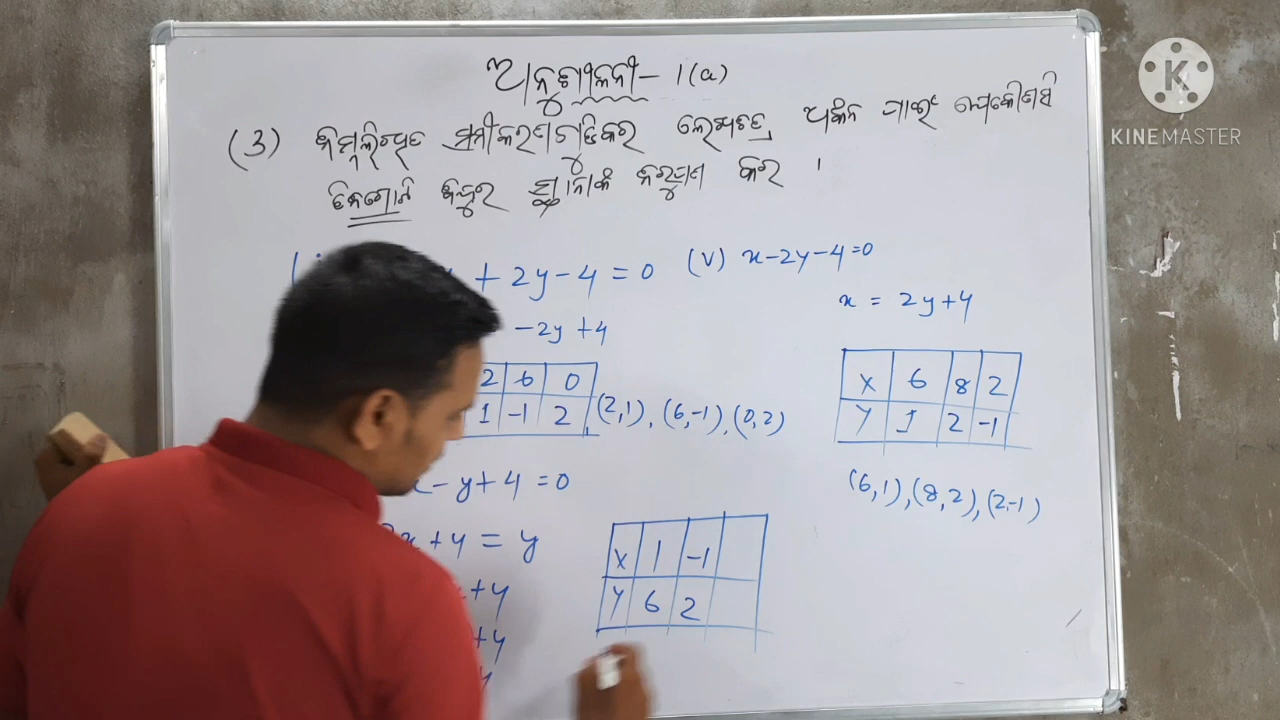 ଅନୁଶୀଳନୀ - 1(a)
(3) ନିମ୍ନଲିଖିତ ସମୀକରଣଗୁଡିକର ଲେଖଚିତ୍ର ଅଙ୍କନ ପାଇଁ ଯେକୌଣସି
ତିନିଗୋଟି ବିନ୍ଦୁର ସ୍ଥାନାଙ୍କ ନିରୂପଣ କର ।
+ 2y - 4 = 0
-2y + 4
2 6 0
1 -1 2
(2,1), (6,-1), (0,2)
- y + 4 = 0
x + 4 = y
+ 4
+ 4
X 1 -1
Y 6 2
(v) x - 2y - 4 = 0
x = 2y + 4
X 6 8 2
Y 1 2 -1
(6,1), (8,2), (2,-1)
KINEMASTER